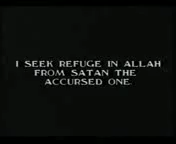 I SEEK REFUGE IN ALLAH
FROM SATAN THE
ACCURSED ONE.